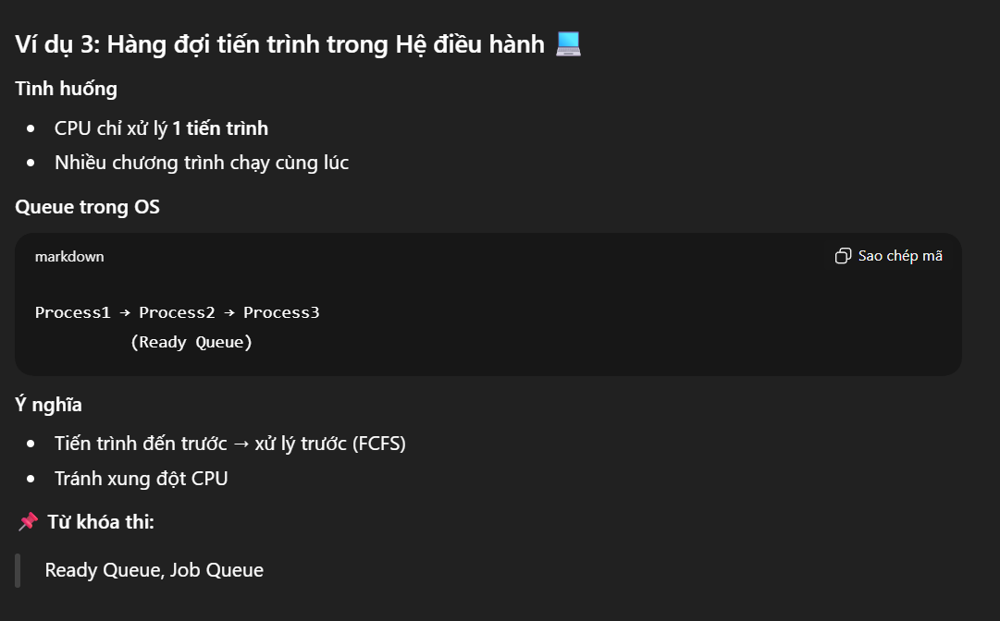 Ví dụ 3: Hàng đợi tiến trình trong Hệ điều hành 💻
Tình huống
• CPU chỉ xử lý 1 tiến trình
• Nhiều chương trình chạy cùng lúc
Queue trong OS
markdown
Sao chép mã
Process1 → Process2 → Process3
(Ready Queue)
Ý nghĩa
• Tiến trình đến trước → xử lý trước (FCFS)
• Tránh xung đột CPU
📌 Từ khóa thi:
Ready Queue, Job Queue